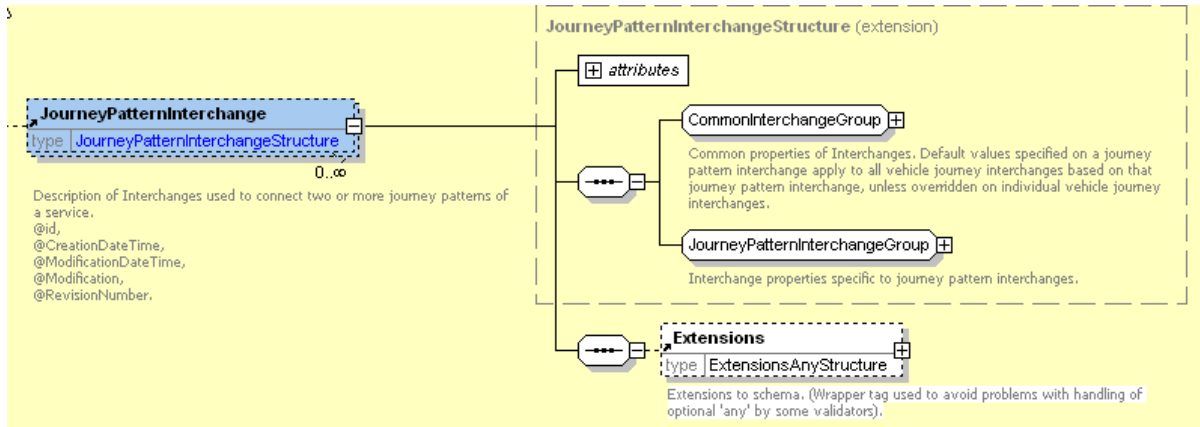 JourneyPatternInterchangeStructure (extension)
attributes
JourneyPatternInterchange
type JourneyPatternInterchangeStructure
0..∞
Description of Interchanges used to connect two or more journey patterns of
a service.
@id,
@CreationDateTime,
@ModificationDateTime,
@Modification,
@RevisionNumber.
CommonInterchangeGroup
Common properties of Interchanges. Default values specified on a journey
pattern interchange apply to all vehicle journey interchanges based on that
journey pattern interchange, unless overridden on individual vehicle journey
interchanges.
JourneyPatternInterchangeGroup
Interchange properties specific to journey pattern interchanges.
Extensions
type ExtensionsAnyStructure
Extensions to schema. (Wrapper tag used to avoid problems with handling of
optional 'any' by some validators).